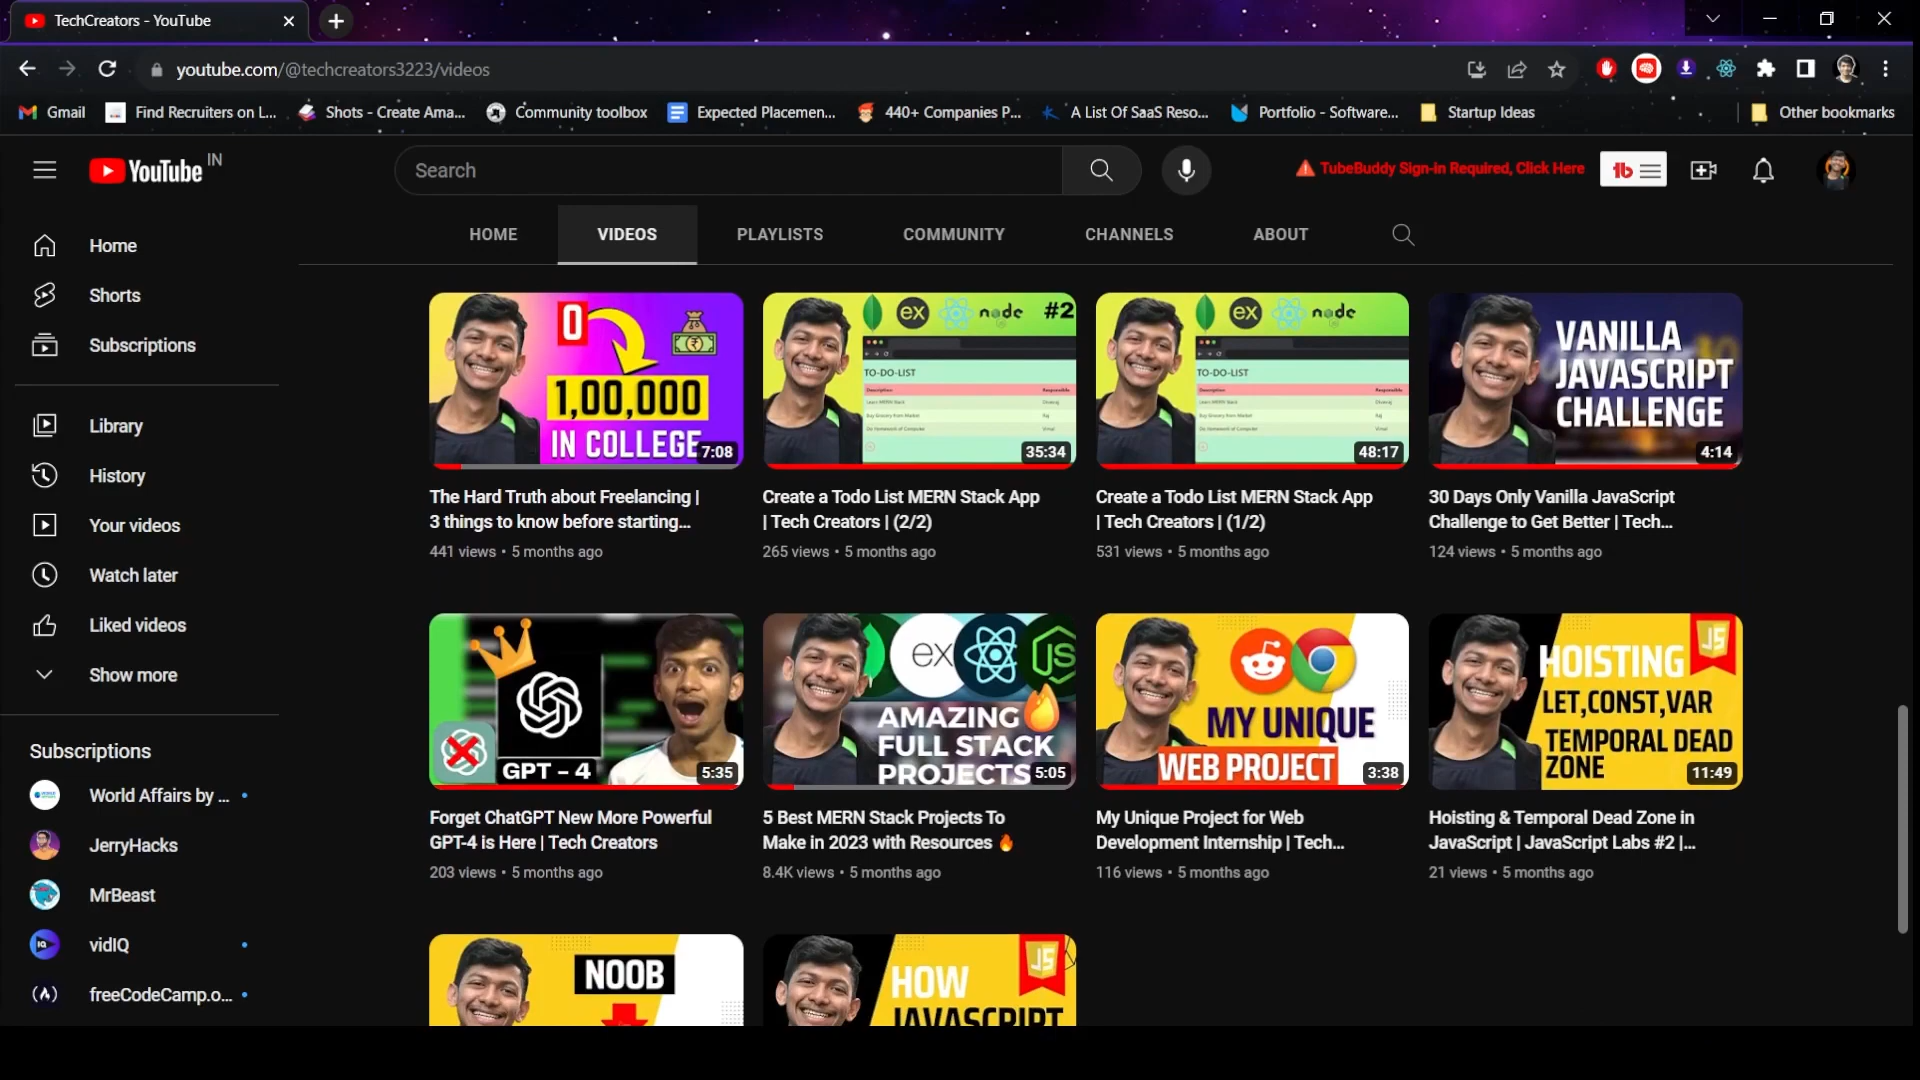 TechCreators - YouTube
youtube.com/@techcreators3223/videos
Gmail
Find Recruiters on L...
Shots - Create Ama...
Community toolbox
Expected Placemen...
440+ Companies P...
A List Of SaaS Reso...
Portfolio - Software...
Startup Ideas
Other bookmarks
YouTube IN
Search
TubeBuddy Sign-in Required, Click Here
tb
HOME
VIDEOS
PLAYLISTS
COMMUNITY
CHANNELS
ABOUT
Home
Shorts
Subscriptions
Library
History
Your videos
Watch later
Liked videos
Show more
Subscriptions
World Affairs by ...
JerryHacks
MrBeast
vidIQ
freeCodeCamp.o...
0
1,00,000
IN COLLEGE
7:08
The Hard Truth about Freelancing |
3 things to know before starting...
441 views • 5 months ago
ex
node
#2
TO-DO-LIST
Description
Responsible
35:34
Create a Todo List MERN Stack App
| Tech Creators | (2/2)
265 views • 5 months ago
ex
node
TO-DO-LIST
Description
Responsible
48:17
Create a Todo List MERN Stack App
| Tech Creators | (1/2)
531 views • 5 months ago
VANILLA
JAVASCRIPT
CHALLENGE
4:14
30 Days Only Vanilla JavaScript
Challenge to Get Better | Tech...
124 views • 5 months ago
GPT - 4
5:35
Forget ChatGPT New More Powerful
GPT-4 is Here | Tech Creators
203 views • 5 months ago
ex
JS
AMAZING
FULL STACK
PROJECTS
5:05
5 Best MERN Stack Projects To
Make in 2023 with Resources 🔥
8.4K views • 5 months ago
MY UNIQUE
WEB PROJECT
3:38
My Unique Project for Web
Development Internship | Tech...
116 views • 5 months ago
JS
HOISTING
LET,CONST,VAR
TEMPORAL DEAD
ZONE
11:49
Hoisting & Temporal Dead Zone in
JavaScript | JavaScript Labs #2 |...
21 views • 5 months ago
NOOB
JS
HOW
JAVASCRIPT